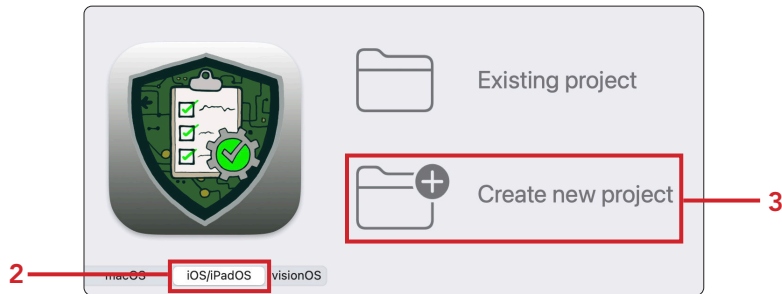 Existing project
Create new project
3
2
macOS
iOS/iPadOS
visionOS